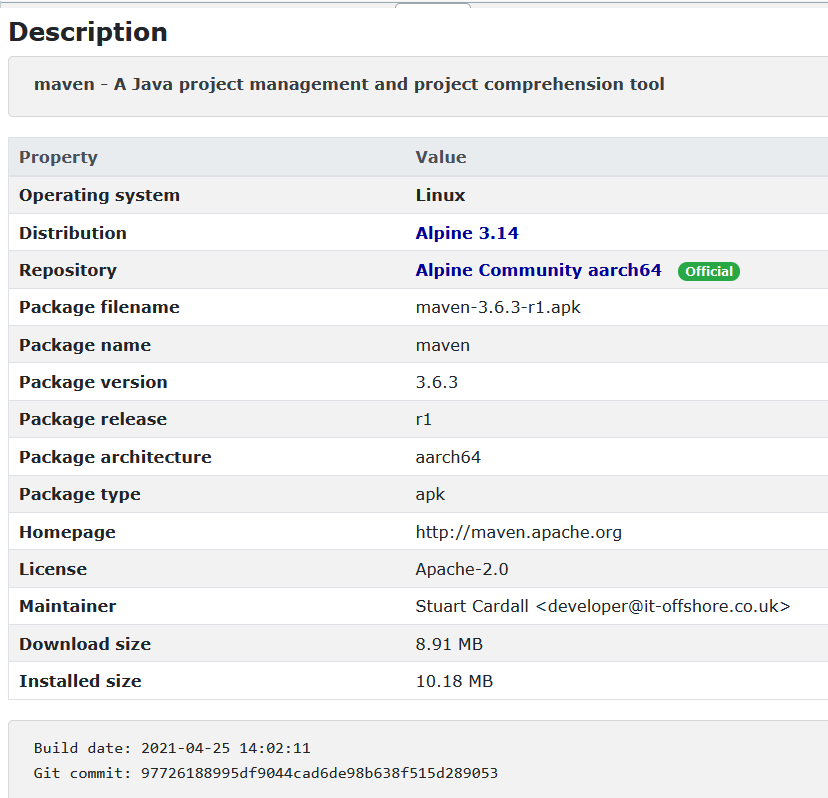 Description
maven - A Java project management and project comprehension tool
Property Value
Operating system Linux
Distribution Alpine 3.14
Repository Alpine Community aarch64 Official
Package filename maven-3.6.3-r1.apk
Package name maven
Package version 3.6.3
Package release r1
Package architecture aarch64
Package type apk
Homepage http://maven.apache.org
License Apache-2.0
Maintainer Stuart Cardall <developer@it-offshore.co.uk>
Download size 8.91 MB
Installed size 10.18 MB
Build date: 2021-04-25 14:02:11
Git commit: 97726188995df9044cad6de98b638f515d289053